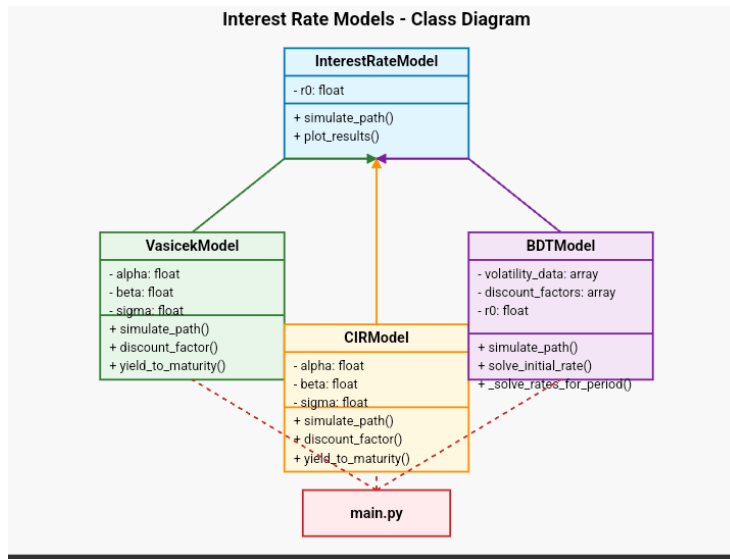 Interest Rate Models - Class Diagram
InterestRateModel
- r0: float
+ simulate_path()
+ plot_results()
VasicekModel
- alpha: float
- beta: float
- sigma: float
+ simulate_path()
+ discount_factor()
+ yield_to_maturity()
BDTModel
- volatility_data: array
- discount_factors: array
- r0: float
+ simulate_path()
+ solve_initial_rate()
+ _solve_rates_for_period()
CIRModel
- alpha: float
- beta: float
- sigma: float
+ simulate_path()
+ discount_factor()
+ yield_to_maturity()
main.py